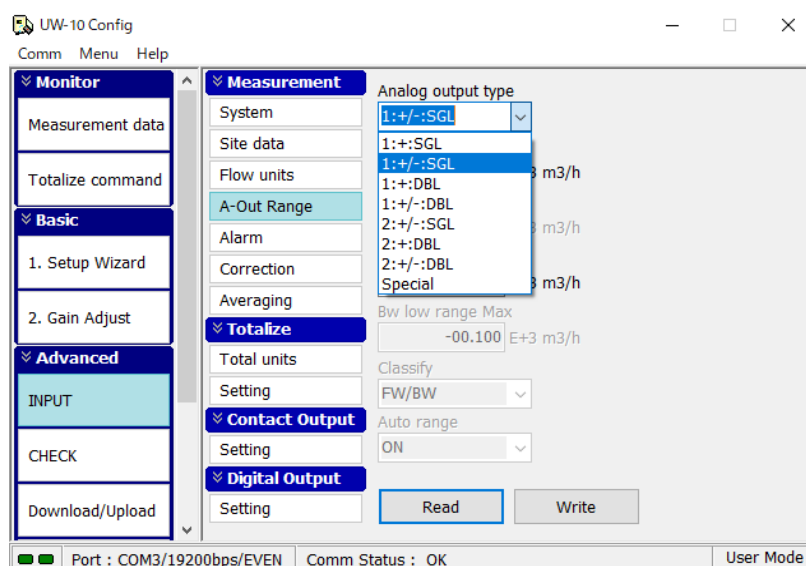 UW-10 Config
Comm Menu Help
Monitor
Measurement data
Totalize command
Basic
1. Setup Wizard
2. Gain Adjust
Advanced
INPUT
CHECK
Download/Upload
Measurement
System
Site data
Flow units
A-Out Range
Alarm
Correction
Averaging
Totalize
Total units
Setting
Contact Output
Setting
Digital Output
Setting
Analog output type
1:+/-:SGL
1:+:SGL
1:+/-:SGL
1:+:DBL
1:+/-:DBL
2:+/-:SGL
2:+:DBL
2:+/-:DBL
Special
3 m3/h
3 m3/h
+3 m3/h
Bw low range Max
-00.100 E+3 m3/h
Classify
FW/BW
Auto range
ON
Read Write
Port : COM3/19200bps/EVEN Comm Status : OK User Mode